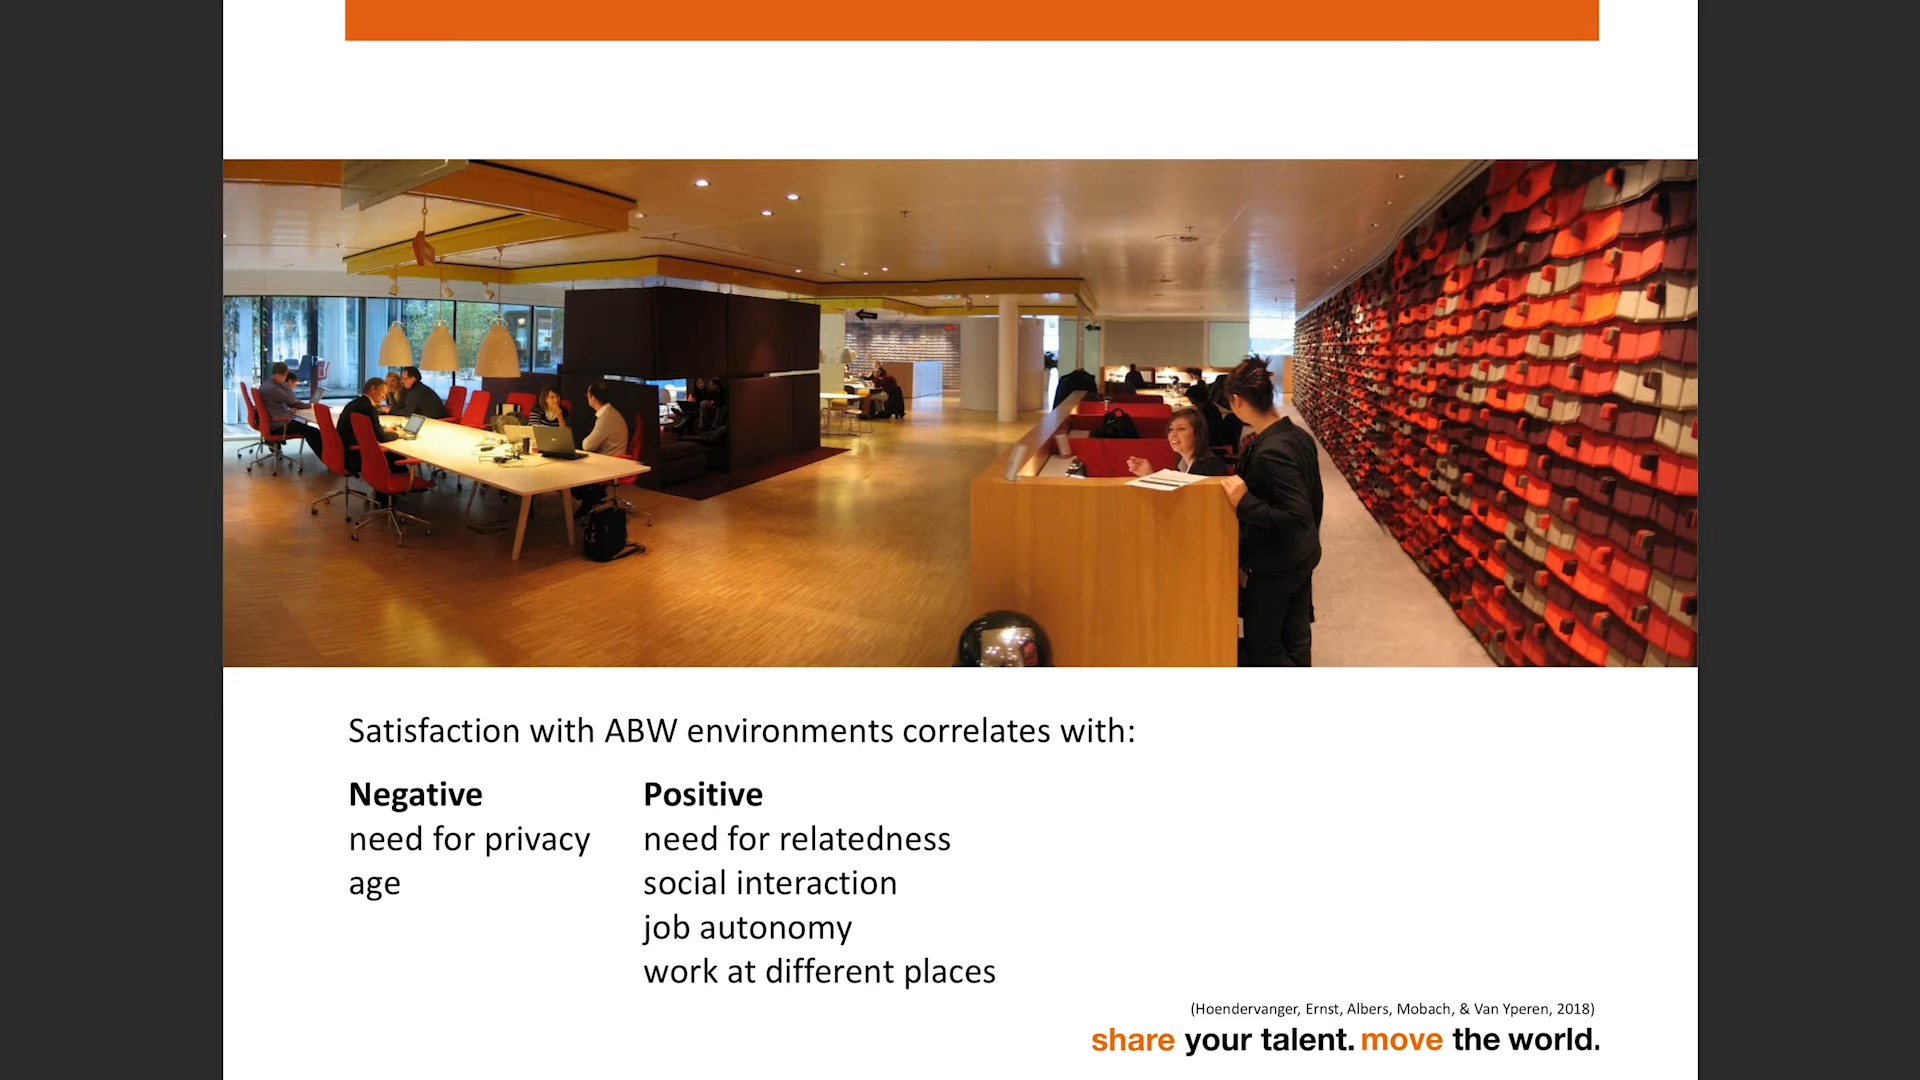 Satisfaction with ABW environments correlates with:
Negative
need for privacy
age
Positive
need for relatedness
social interaction
job autonomy
work at different places
(Hoendervanger, Ernst, Albers, Mobach, & Van Yperen, 2018)
share your talent. move the world.